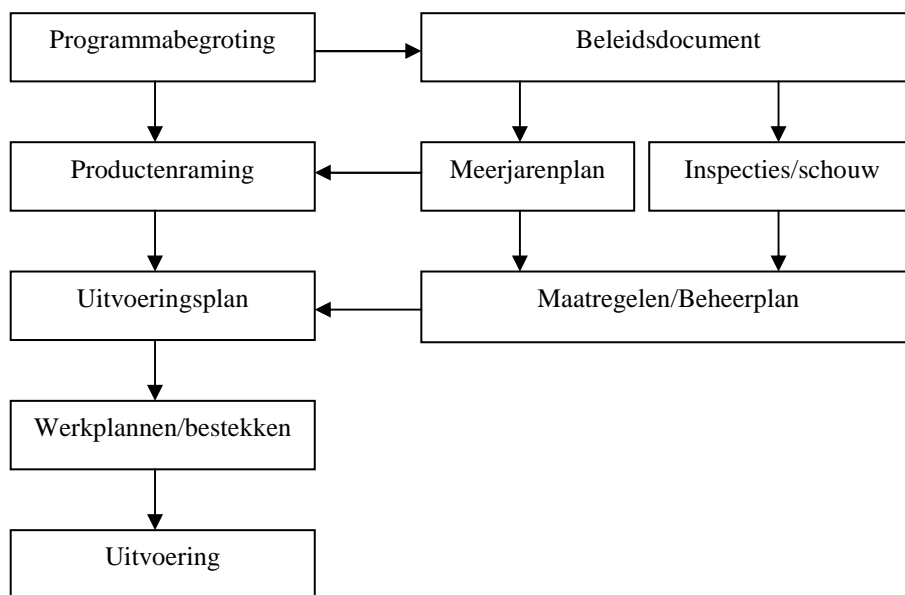 Programmabegroting
Beleidsdocument
Productenraming
Meerjarenplan
Inspecties/schouw
Uitvoeringsplan
Maatregelen/Beheerplan
Werkplannen/bestekken
Uitvoering